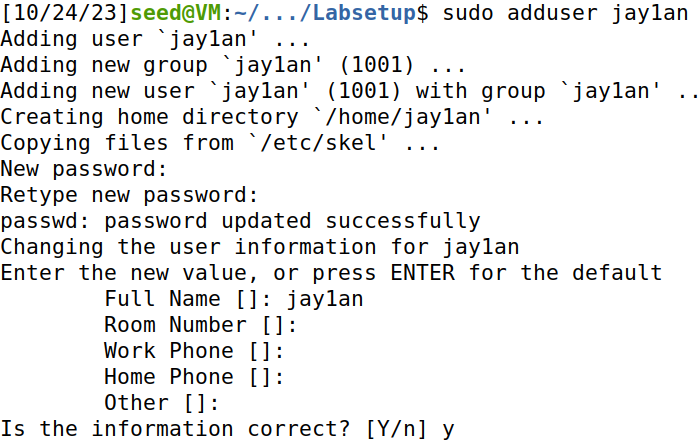 [10/24/23]seed@VM:~/.../Labsetup$ sudo adduser jay1an
Adding user `jay1an' ...
Adding new group `jay1an' (1001) ...
Adding new user `jay1an' (1001) with group `jay1an' ..
Creating home directory `/home/jay1an' ...
Copying files from `/etc/skel' ...
New password:
Retype new password:
passwd: password updated successfully
Changing the user information for jay1an
Enter the new value, or press ENTER for the default
        Full Name []: jay1an
        Room Number []:
        Work Phone []:
        Home Phone []:
        Other []:
Is the information correct? [Y/n] y